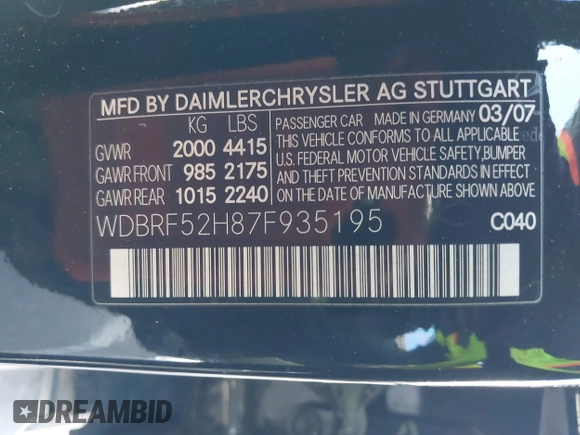 MFD BY DAIMLERCHRYSLER AG STUTTGART
KG LBS
GVWR 2000 4415
GAWR FRONT 985 2175
GAWR REAR 1015 2240
PASSENGER CAR MADE IN GERMANY 03/07
THIS VEHICLE CONFORMS TO ALL APPLICABLE
U.S. FEDERAL MOTOR VEHICLE SAFETY,BUMPER
AND THEFT PREVENTION STANDARDS IN EFFECT
ON THE DATE OF MANUFACTURE SHOWN ABOVE.
WDBRF52H87F935195 C040
DREAMBID